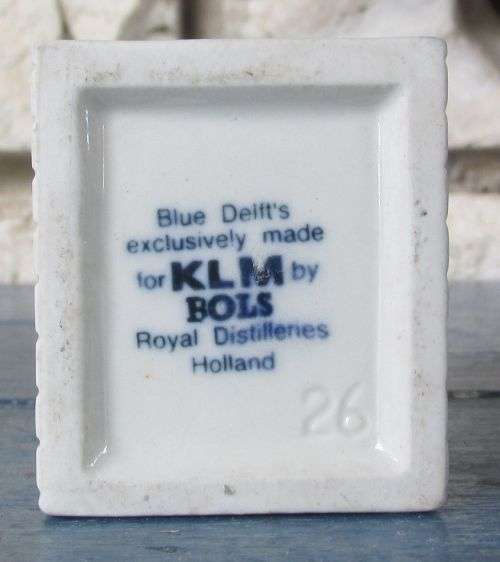 Blue Delft's
exclusively made
for KLM by
BOLS
Royal Distilleries
Holland
26